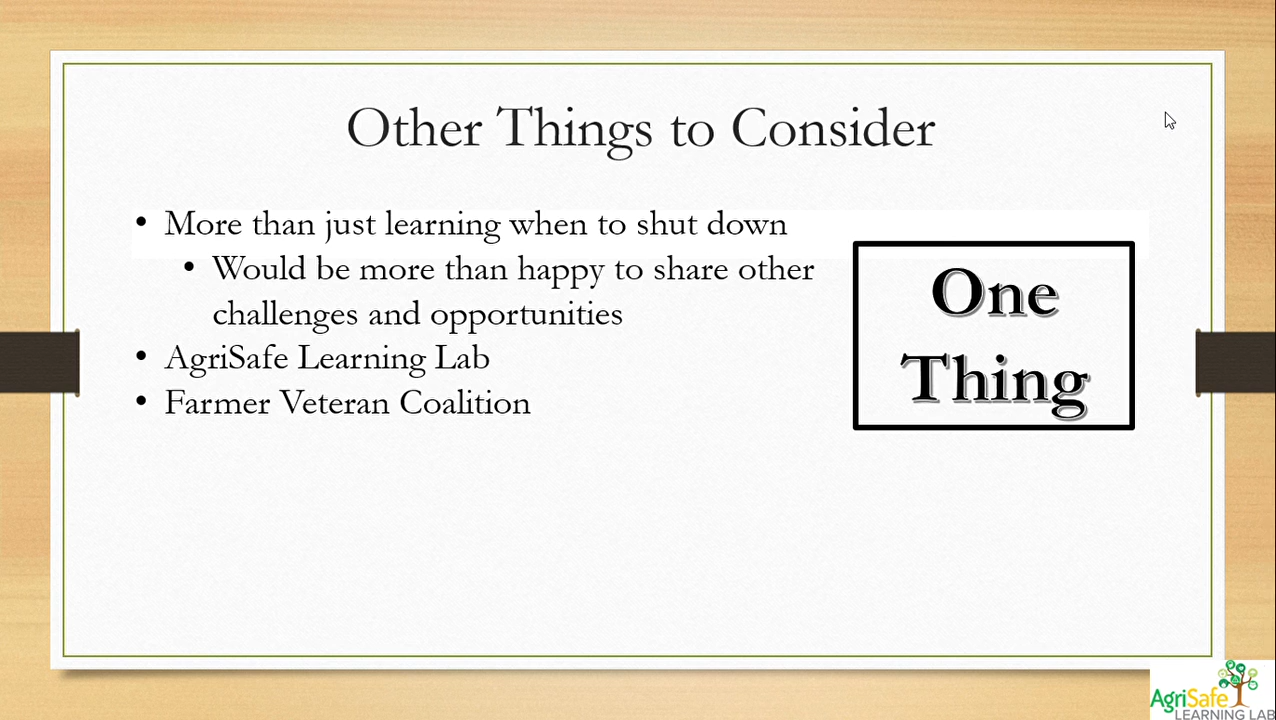 Other Things to Consider
• More than just learning when to shut down
• Would be more than happy to share other
challenges and opportunities
• AgriSafe Learning Lab
• Farmer Veteran Coalition
One
Thing
AgriSafe
LEARNING LAB